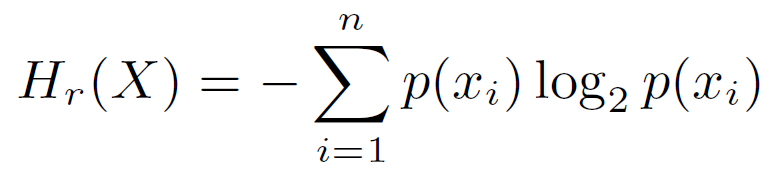 H_r(X) = -\sum_{i=1}^{n} p(x_i) \log_2 p(x_i)